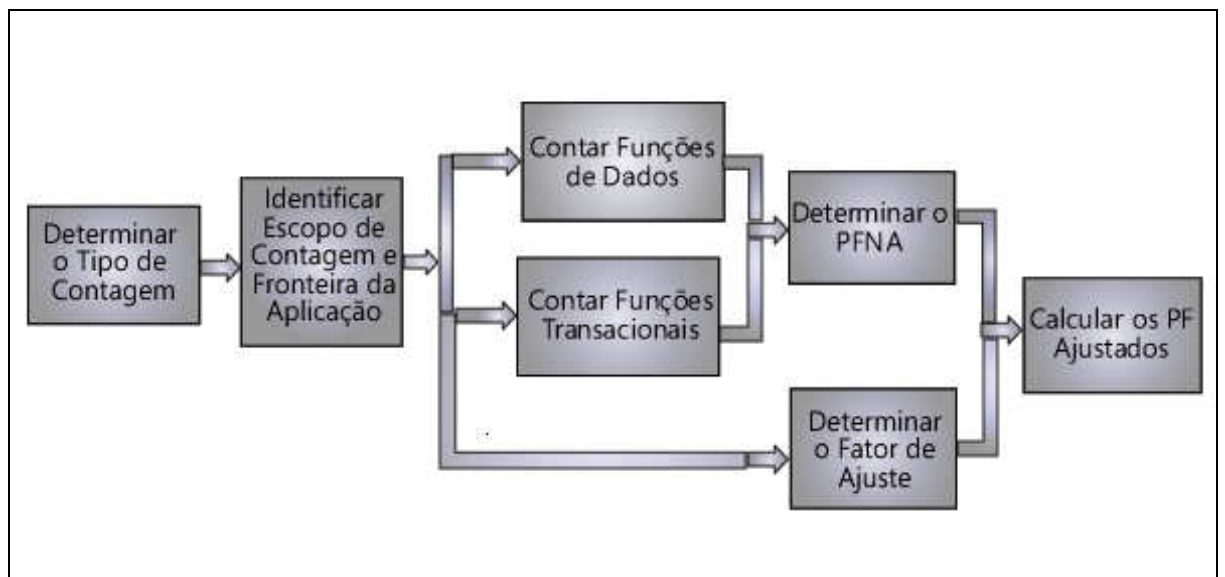 Determinar
o Tipo de
Contagem
Identificar
Escopo de
Contagem e
Fronteira da
Aplicação
Contar Funções
de Dados
Contar Funções
Transacionais
Determinar o
PFNA
Determinar
o Fator de
Ajuste
Calcular os PF
Ajustados